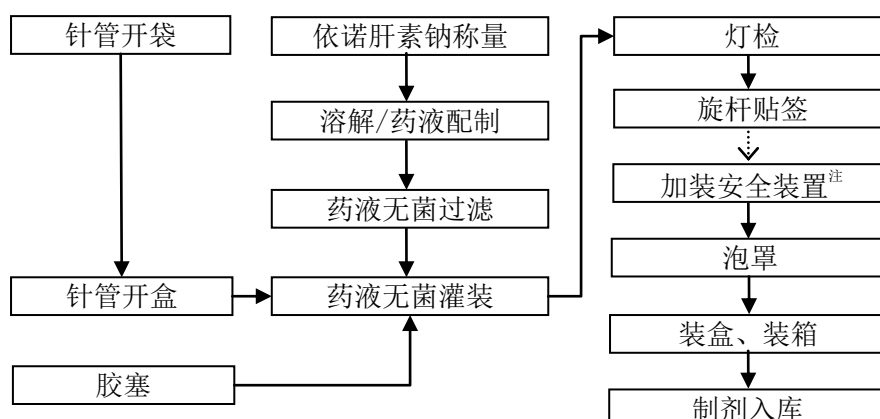 针管开袋
依诺肝素钠称量
灯检
溶解/药液配制
旋杆贴签
药液无菌过滤
加装安全装置注
泡罩
针管开盒
药液无菌灌装
装盒、装箱
胶塞
制剂入库